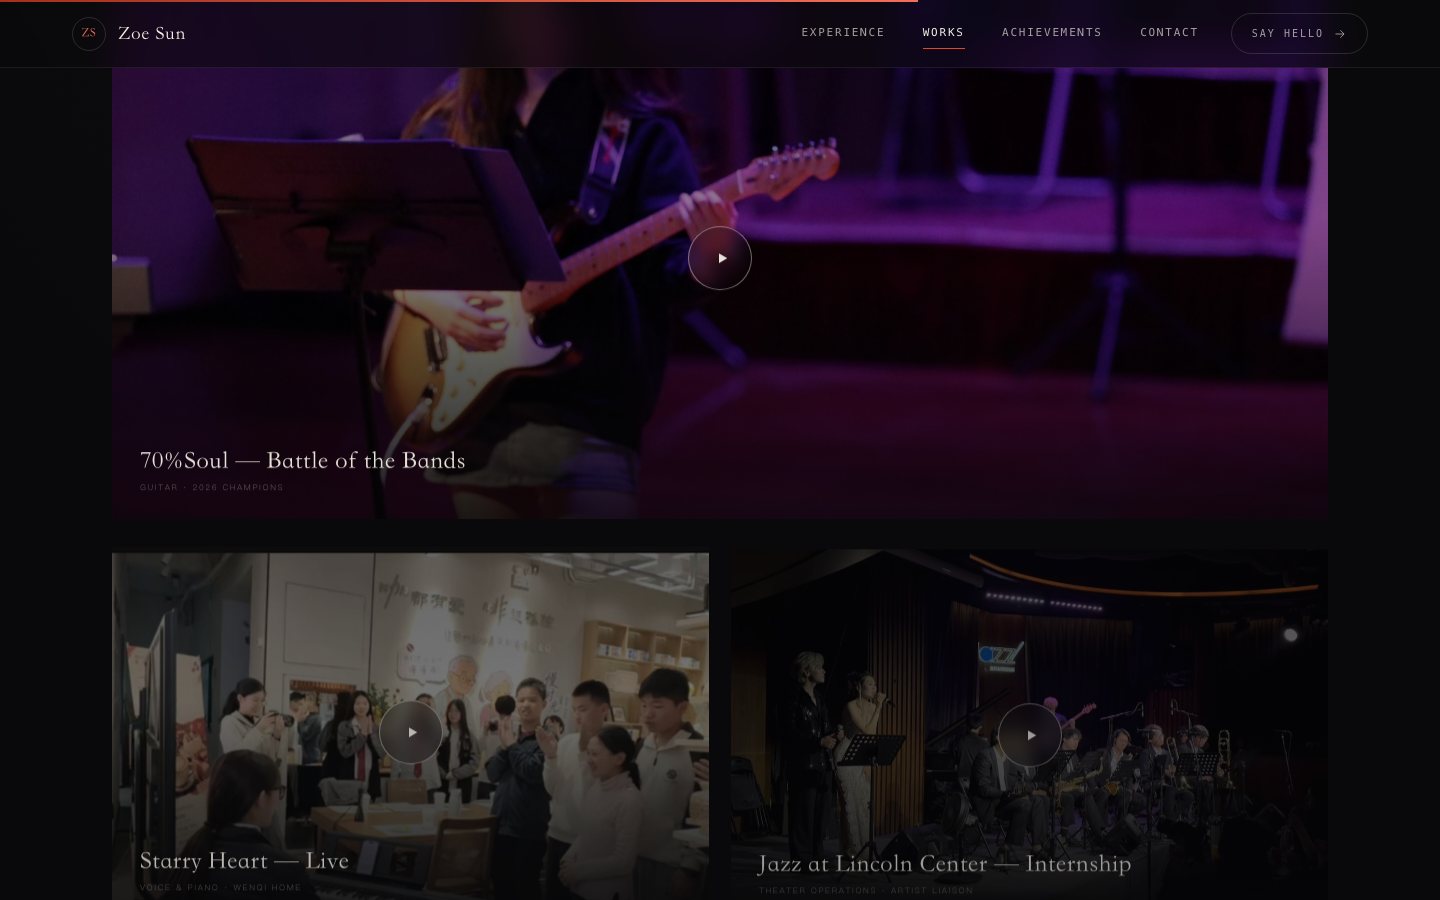 ZS Zoe Sun EXPERIENCE WORKS ACHIEVEMENTS CONTACT SAY HELLO →
70%Soul — Battle of the Bands
GUITAR · 2026 CHAMPIONS
Starry Heart — Live
VOICE & PIANO · WENQI HOME
Jazz at Lincoln Center — Internship
THEATER OPERATIONS · ARTIST LIAISON